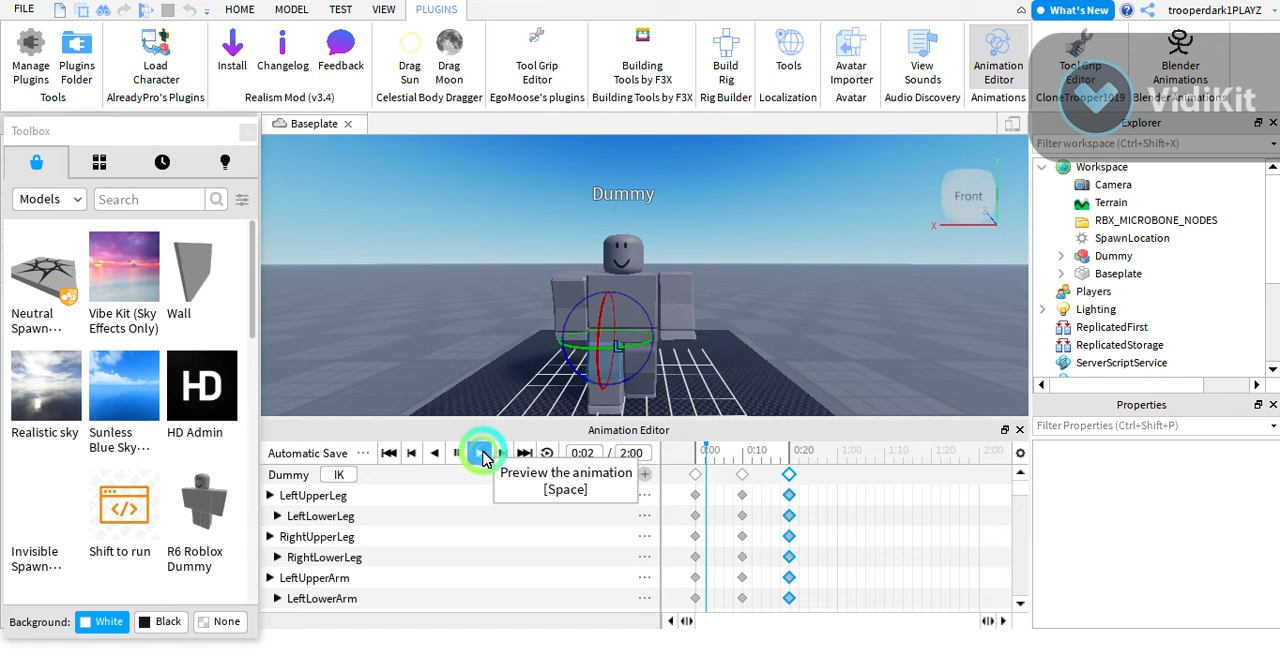 FILE HOME MODEL TEST VIEW PLUGINS What's New trooperdark1PLAYZ
Manage Plugins Plugins Folder Load Character Install Changelog Feedback Drag Sun Drag Moon Tool Grip Editor Building Tools by F3X Build Rig Tools Avatar Importer View Sounds Animation Editor Tool Grip Editor Blender Animations
Tools AlreadyPro's Plugins Realism Mod (v3.4) Celestial Body Dragger EgoMoose's plugins Building Tools by F3X Rig Builder Localization Avatar Audio Discovery Animations CloneTrooper1019 Blender Animations
VidiKit
Toolbox
Baseplate
Explorer
Filter workspace (Ctrl+Shift+X)
Models Search
Dummy
Front
X
Y
Z
Neutral Spawn...
Vibe Kit (Sky Effects Only)
Wall
Realistic sky
Sunless Blue Sky...
HD
HD Admin
Invisible Spawn...
Shift to run
R6 Roblox Dummy
Background: White Black None
Workspace
Camera
Terrain
RBX_MICROBONE_NODES
SpawnLocation
Dummy
Baseplate
Players
Lighting
ReplicatedFirst
ReplicatedStorage
ServerScriptService
Properties
Filter Properties (Ctrl+Shift+P)
Animation Editor
Automatic Save ... 0:02 / 2:00 0:00 0:10 0:20 1:00 1:10 1:20 2:00
Dummy IK
Preview the animation
[Space]
LeftUpperLeg
LeftLowerLeg
RightUpperLeg
RightLowerLeg
LeftUpperArm
LeftLowerArm